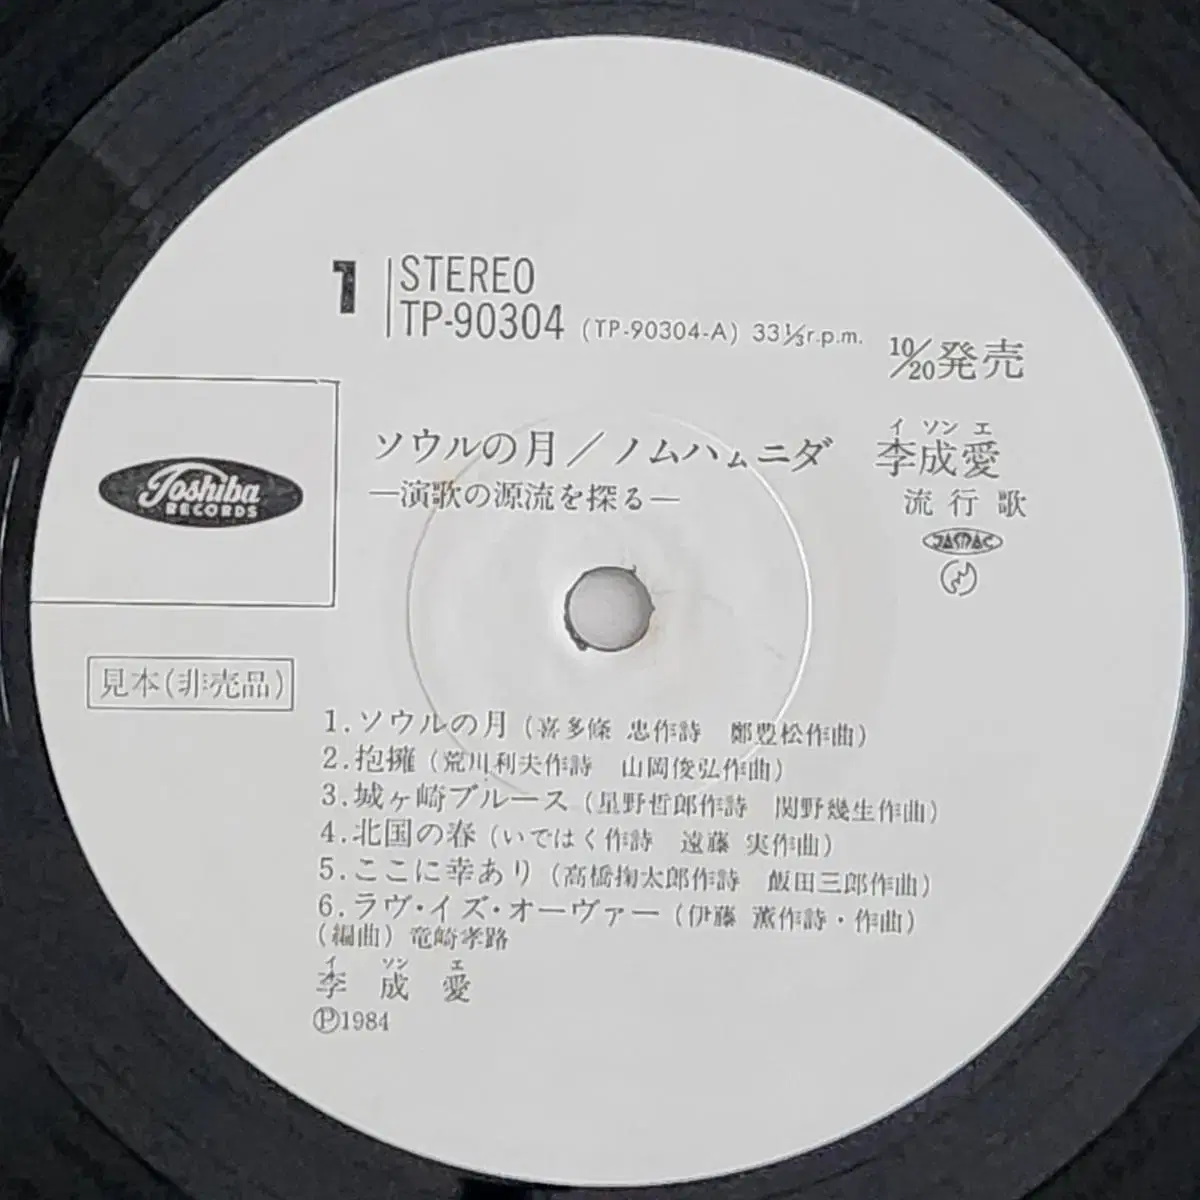 1 STEREO
TP-90304 (TP-90304-A) 33⅓r.p.m. 10/20発売
イ ソン エ
ソウルの月／ノムハムニダ 李成愛
―演歌の源流を探る― 流行歌
JASRAC
Toshiba
RECORDS
見本(非売品)
1.ソウルの月(喜多條 忠作詩 鄭豊松作曲)
2.抱擁(荒川利夫作詩 山岡俊弘作曲)
3.城ヶ崎ブルース(星野哲郎作詩 関野幾生作曲)
4.北国の春(いではく作詩 遠藤 実作曲)
5.ここに幸あり(高橋掬太郎作詩 飯田三郎作曲)
6.ラヴ・イズ・オーヴァー(伊藤 薫作詩・作曲)
(編曲) 竜崎孝路
イ ソン エ
李 成 愛
Ⓟ1984